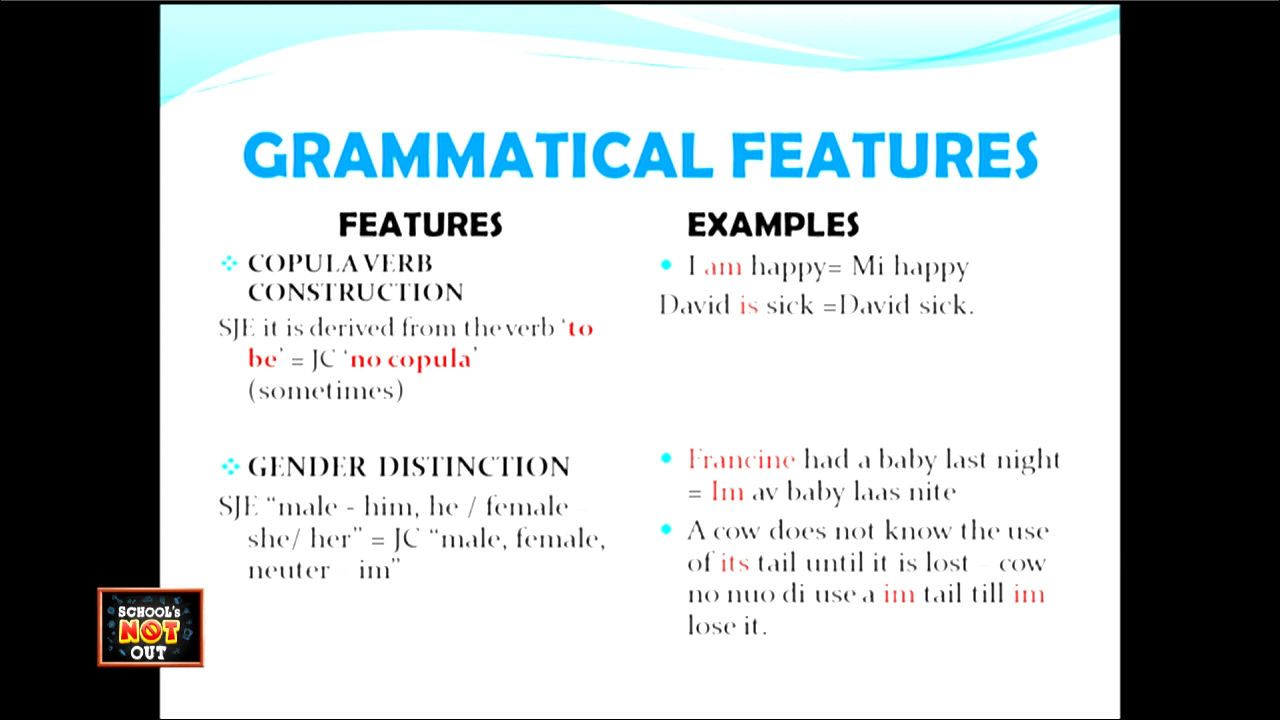 GRAMMATICAL FEATURES
FEATURES
COPULA VERB
CONSTRUCTION
SJE it is derived from the verb ‘to
be’ = JC ‘no copula’
(sometimes)
GENDER DISTINCTION
SJE “male - him, he / female –
she/ her” = JC “male, female,
neuter – im”
EXAMPLES
I am happy= Mi happy
David is sick =David sick.
Francine had a baby last night
= Im av baby laas nite
A cow does not know the use
of its tail until it is lost – cow
no nuo di use a im tail till im
lose it.
SCHOOL'S
NOT
OUT